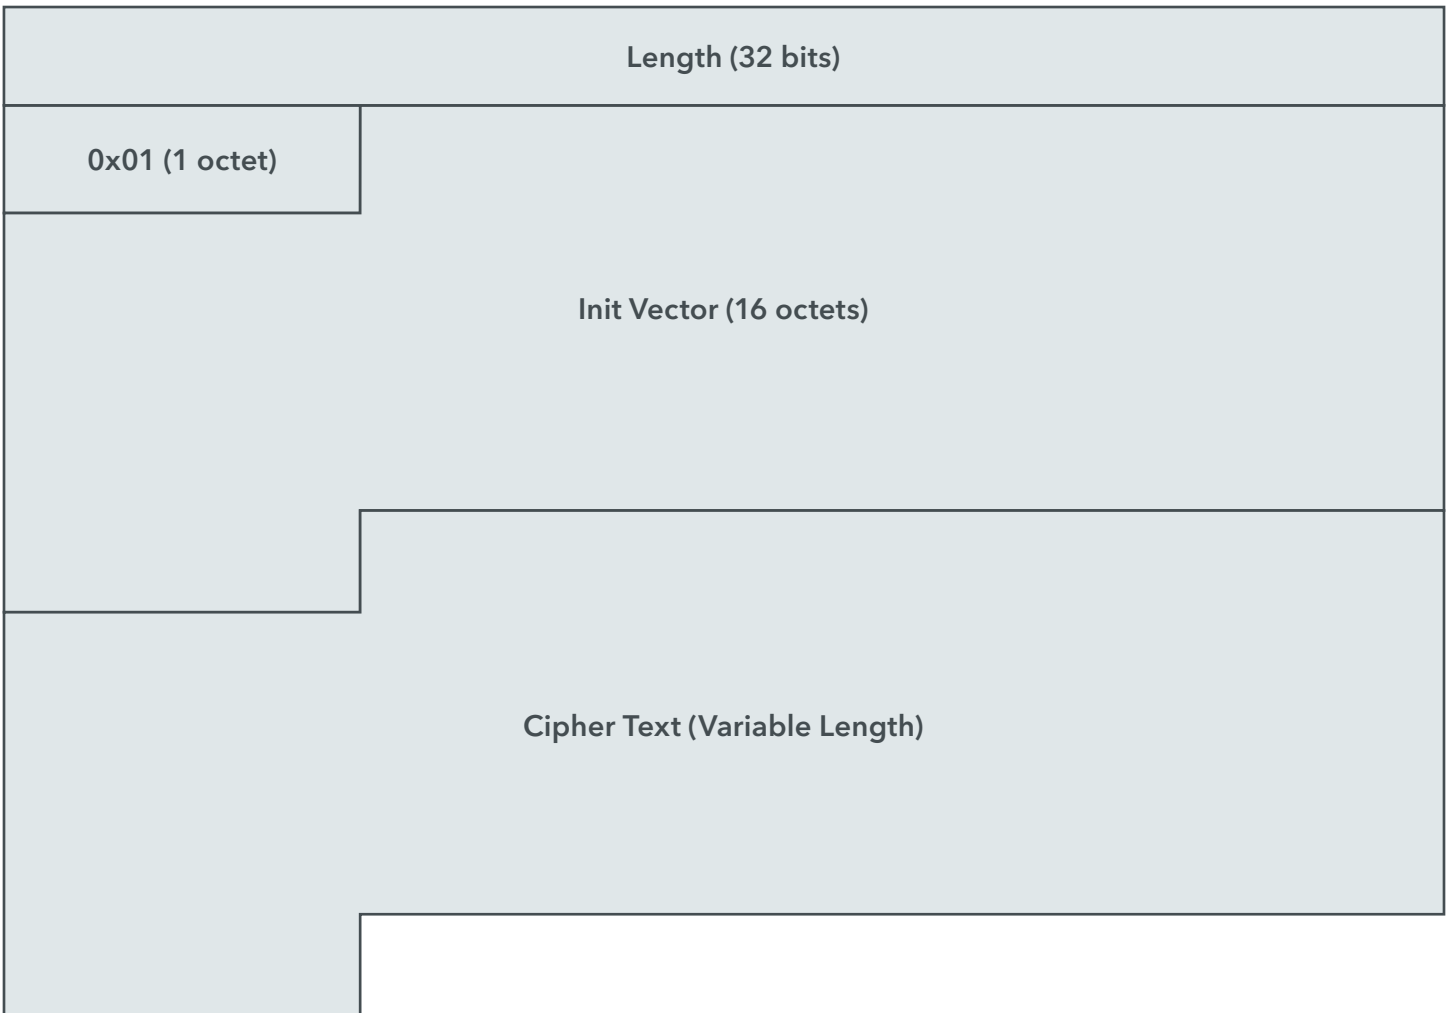 Length (32 bits)
0x01 (1 octet)
Init Vector (16 octets)
Cipher Text (Variable Length)